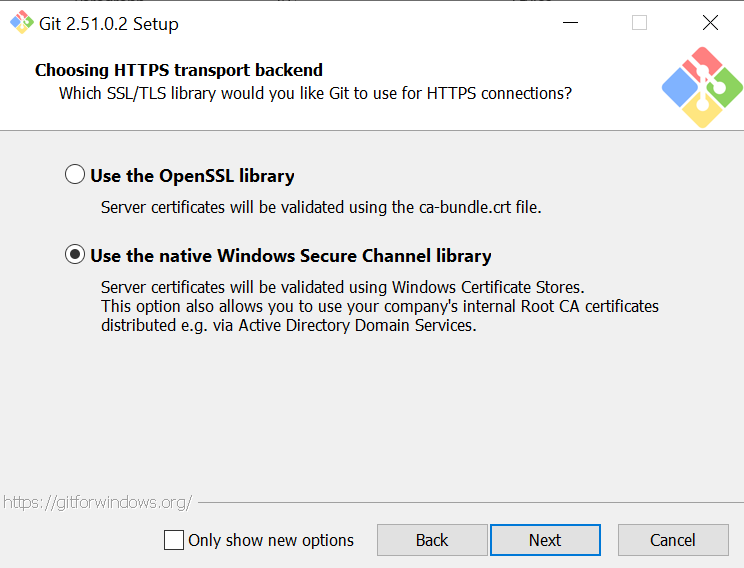 Git 2.51.0.2 Setup
Choosing HTTPS transport backend
Which SSL/TLS library would you like Git to use for HTTPS connections?
Use the OpenSSL library
Server certificates will be validated using the ca-bundle.crt file.
Use the native Windows Secure Channel library
Server certificates will be validated using Windows Certificate Stores.
This option also allows you to use your company's internal Root CA certificates
distributed e.g. via Active Directory Domain Services.
https://gitforwindows.org/
Only show new options
Back
Next
Cancel